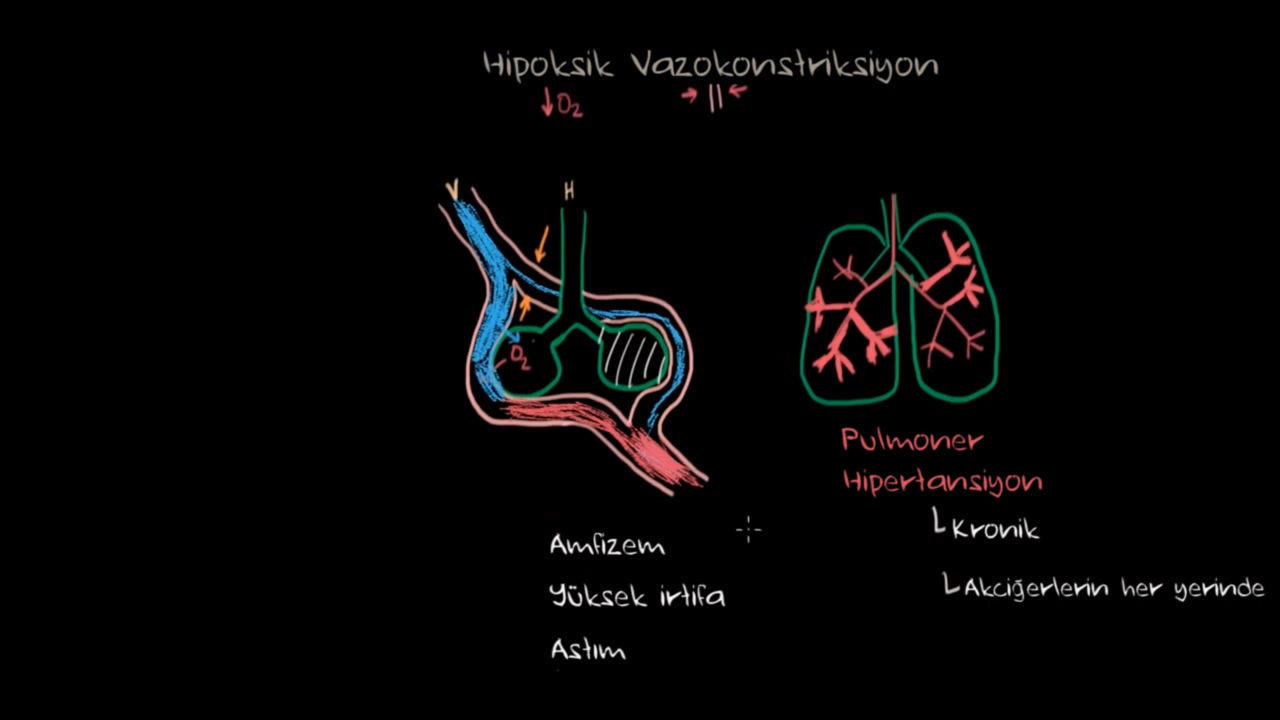 Hipoksik Vazokonstriksiyon
↓O₂ →||←
V
H
O₂
Pulmoner
Hipertansiyon
Kronik
Akciğerlerin her yerinde
Amfizem
Yüksek irtifa
Astım